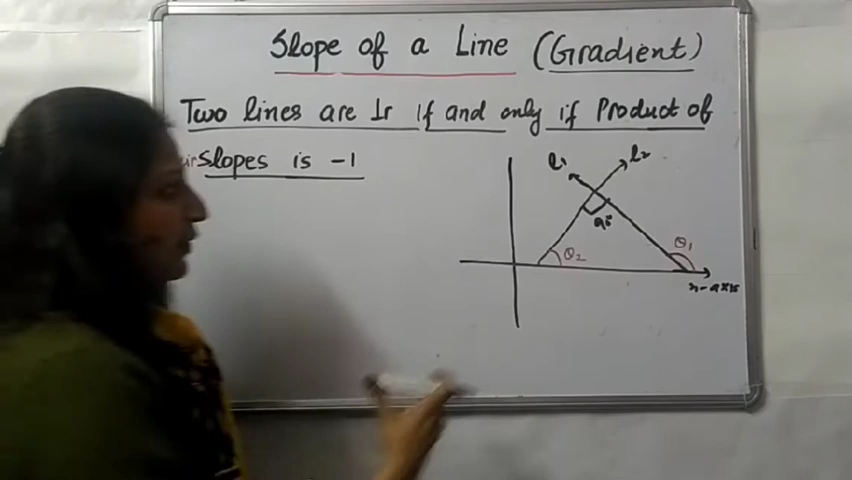 Slope of a Line (Gradient)
Two lines are ⊥r if and only if Product of
slopes is -1
l₁
l₂
90°
θ₂
θ₁
x-axis